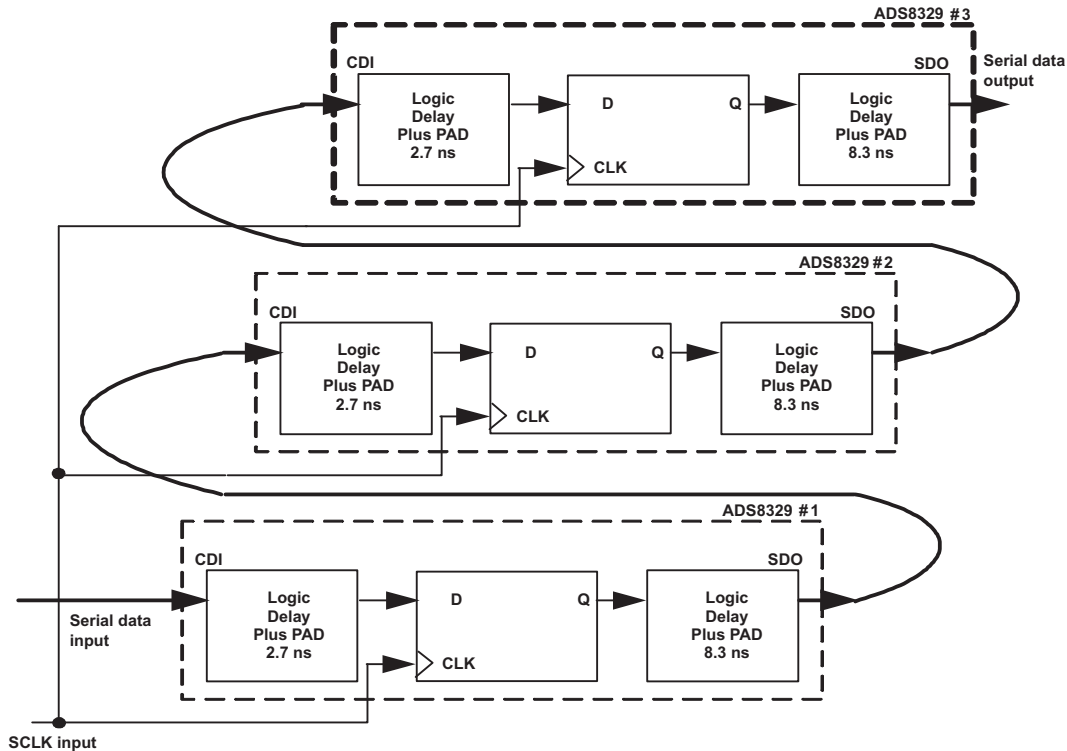 ADS8329 #3
CDI
SDO
Serial data
output
Logic
Delay
Plus PAD
2.7 ns
D
Q
CLK
Logic
Delay
Plus PAD
8.3 ns
ADS8329 #2
CDI
SDO
Logic
Delay
Plus PAD
2.7 ns
D
Q
CLK
Logic
Delay
Plus PAD
8.3 ns
ADS8329 #1
CDI
SDO
Serial data
input
Logic
Delay
Plus PAD
2.7 ns
D
Q
CLK
Logic
Delay
Plus PAD
8.3 ns
SCLK input